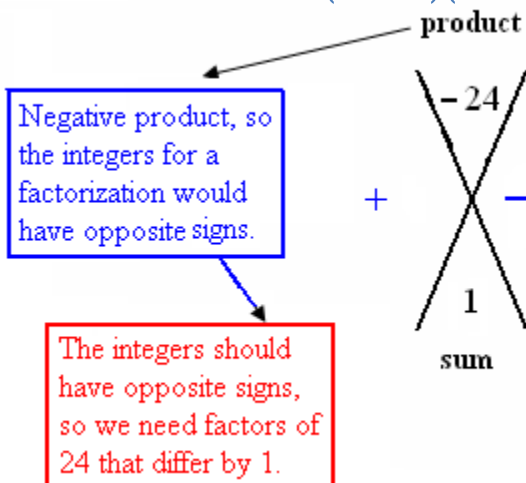 product
Negative product, so
the integers for a
factorization would
have opposite signs.
− 24
+ −
1
sum
The integers should
have opposite signs,
so we need factors of
24 that differ by 1.